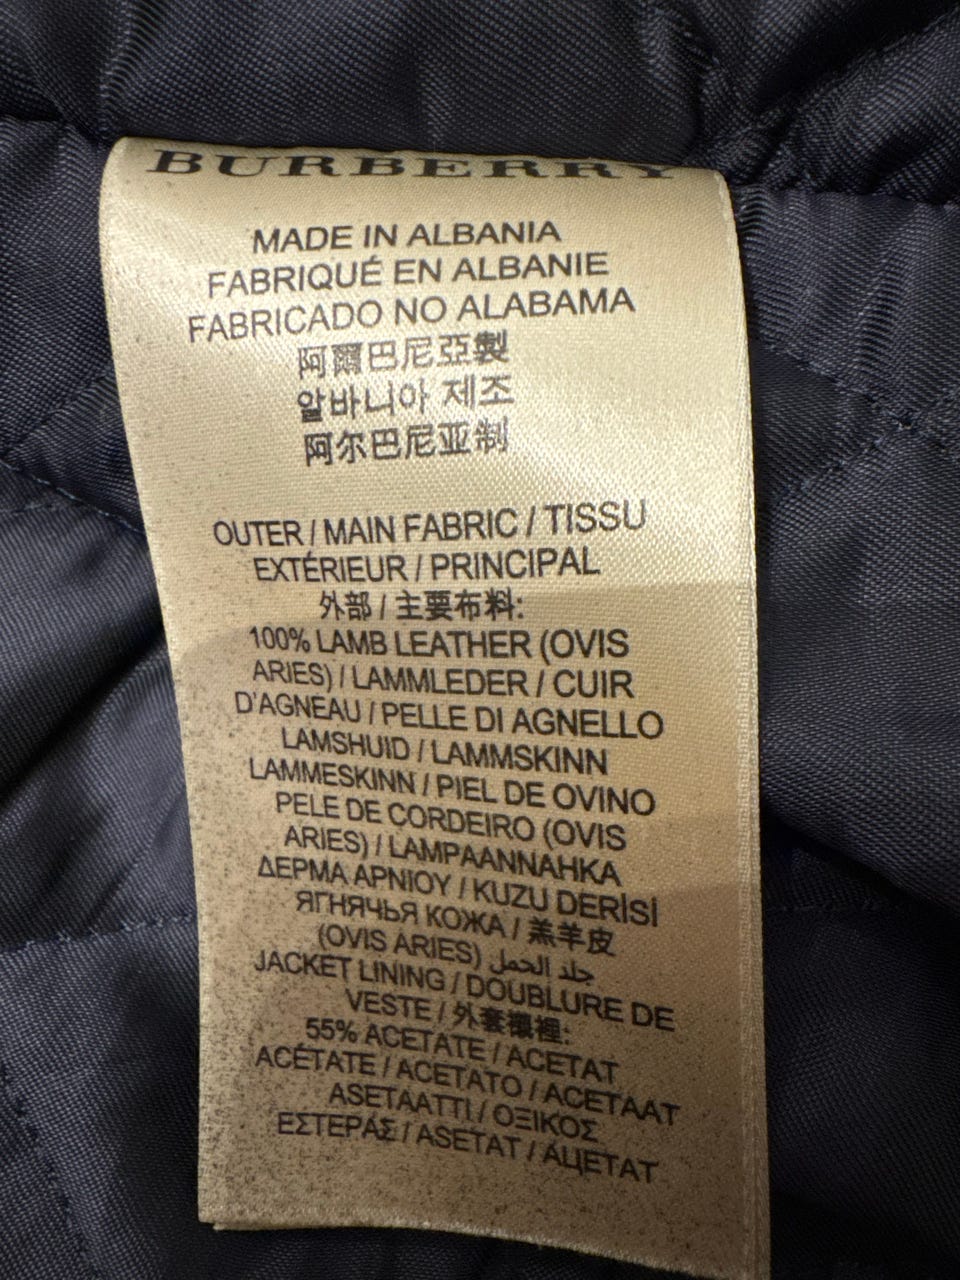 BURBERRY
MADE IN ALBANIA
FABRIQUÉ EN ALBANIE
FABRICADO NO ALABAMA
阿爾巴尼亞製
알바니아 제조
阿尔巴尼亚制
OUTER / MAIN FABRIC / TISSU
EXTÉRIEUR / PRINCIPAL
外部 / 主要布料:
100% LAMB LEATHER (OVIS
ARIES) / LAMMLEDER / CUIR
D'AGNEAU / PELLE DI AGNELLO
LAMSHUID / LAMMSKINN
LAMMESKINN / PIEL DE OVINO
PELE DE CORDEIRO (OVIS
ARIES) / LAMPAANNAHKA
ΔΕΡΜΑ ΑΡΝΙΟΥ / KUZU DERİSİ
ЯГНЯЧЬЯ КОЖА / 羔羊皮
(OVIS ARIES) جلد الحمل
JACKET LINING / DOUBLURE DE
VESTE / 外套襯裡:
55% ACETATE / ACETAT
ACÉTATE / ACETATO / ACETAAT
ASETAATTI / ΟΞΙΚΟΣ
ΕΣΤΕΡΑΣ / ASETAT / АЦЕТАТ